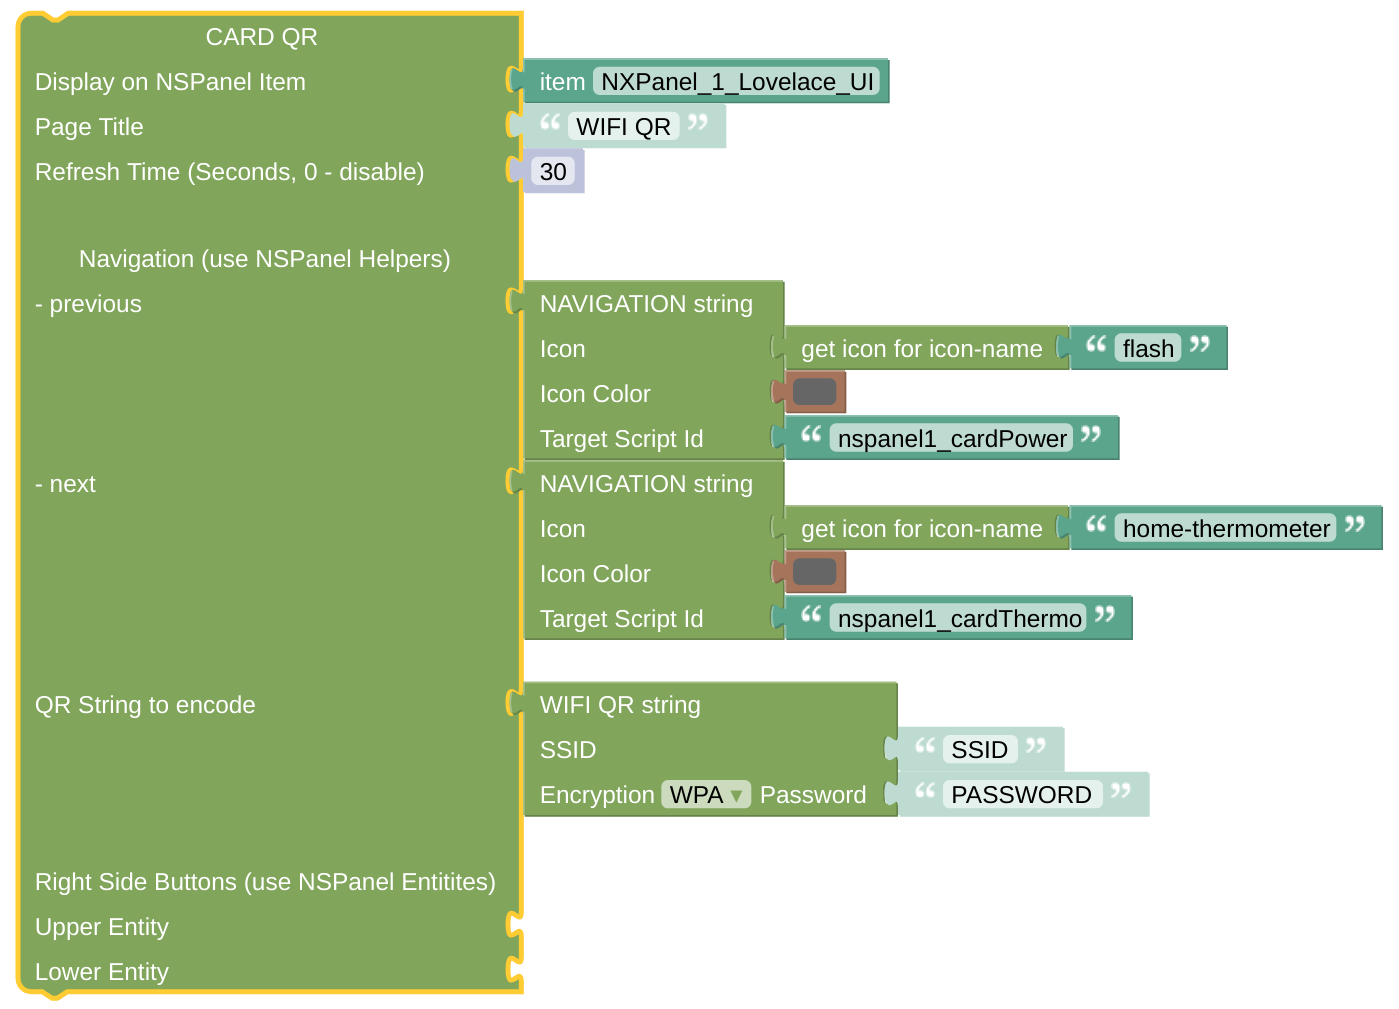 CARD QR
Display on NSPanel Item item NXPanel_1_Lovelace_UI
Page Title “ WIFI QR ”
Refresh Time (Seconds, 0 - disable) 30
Navigation (use NSPanel Helpers)
- previous NAVIGATION string
Icon get icon for icon-name “ flash ”
Icon Color
Target Script Id “ nspanel1_cardPower ”
- next NAVIGATION string
Icon get icon for icon-name “ home-thermometer ”
Icon Color
Target Script Id “ nspanel1_cardThermo ”
QR String to encode WIFI QR string
SSID “ SSID ”
Encryption WPA ▾ Password “ PASSWORD ”
Right Side Buttons (use NSPanel Entitites)
Upper Entity
Lower Entity